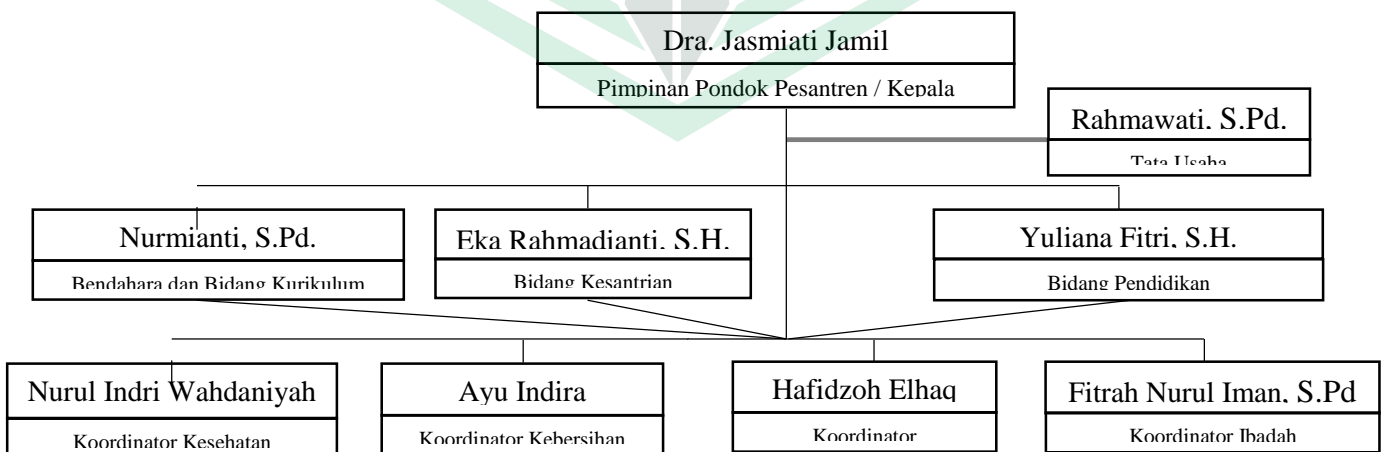 Dra. Jasmiati Jamil
Pimpinan Pondok Pesantren / Kepala
Rahmawati, S.Pd.
Tata Usaha
Nurmianti, S.Pd.
Bendahara dan Bidang Kurikulum
Eka Rahmadianti, S.H.
Bidang Kesantrian
Yuliana Fitri, S.H.
Bidang Pendidikan
Nurul Indri Wahdaniyah
Koordinator Kesehatan
Ayu Indira
Koordinator Kebersihan
Hafidzoh Elhaq
Koordinator
Fitrah Nurul Iman, S.Pd
Koordinator Ibadah